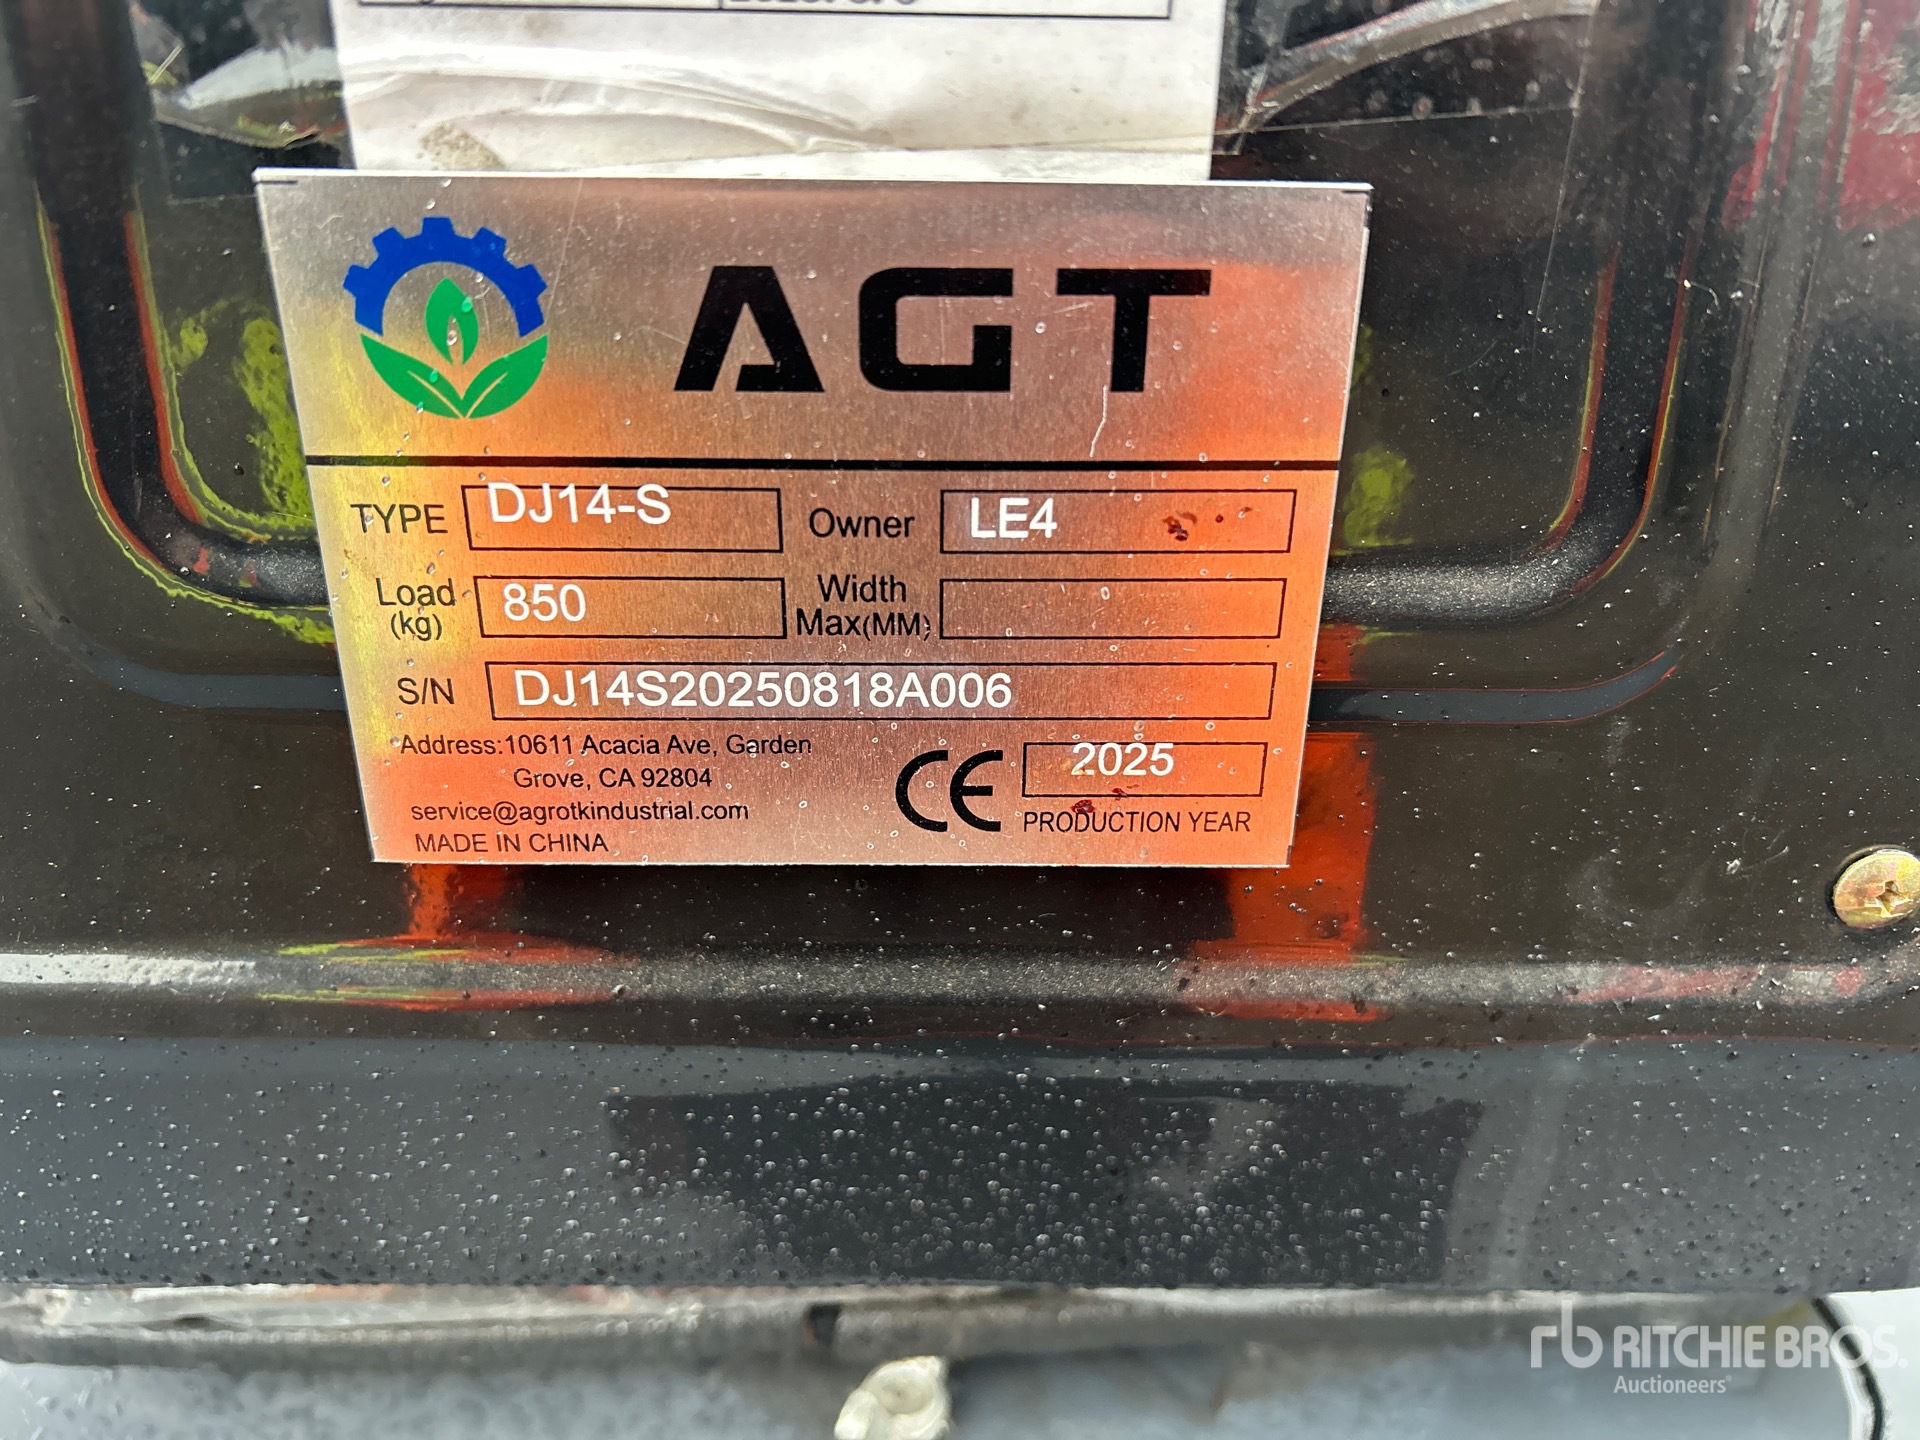 AGT
TYPE DJ14-S Owner LE4
Load (kg) 850 Width Max(MM)
S/N DJ14S20250818A006
Address:10611 Acacia Ave, Garden
Grove, CA 92804
service@agrotkindustrial.com
MADE IN CHINA
CE 2025
PRODUCTION YEAR
rb RITCHIE BROS.
Auctioneers